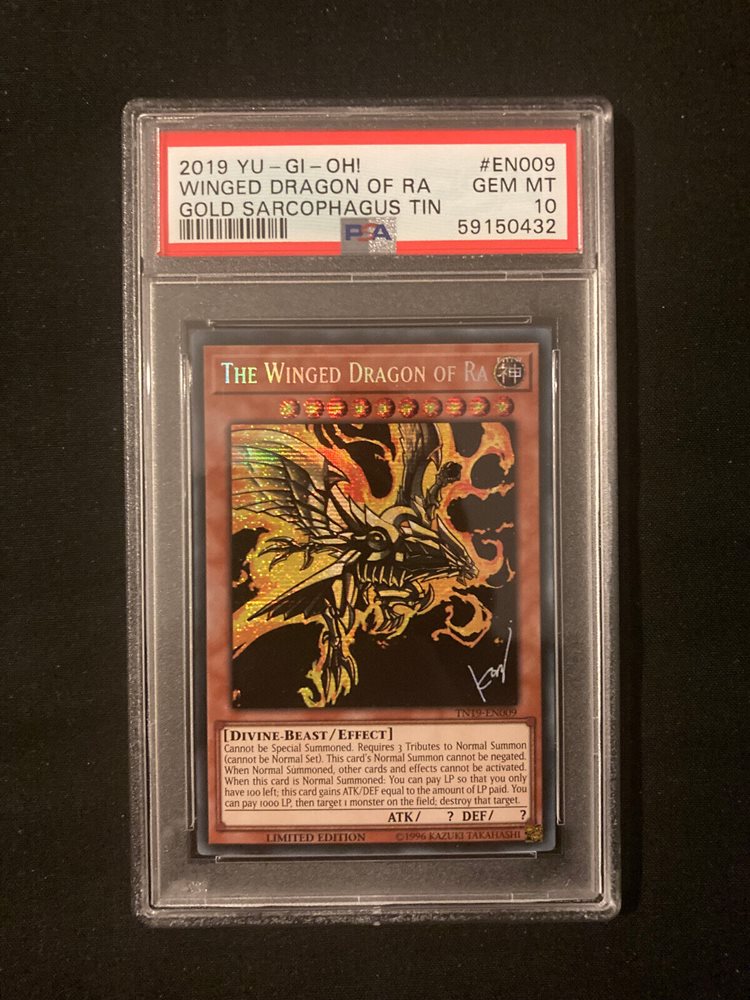 2019 YU-GI-OH! #EN009
WINGED DRAGON OF RA GEM MT
GOLD SARCOPHAGUS TIN 10
PSA 59150432
THE WINGED DRAGON OF RA 神
TN19-EN009
[DIVINE-BEAST/EFFECT]
Cannot be Special Summoned. Requires 3 Tributes to Normal Summon
(cannot be Normal Set). This card's Normal Summon cannot be negated.
When Normal Summoned, other cards and effects cannot be activated.
When this card is Normal Summoned: You can pay LP so that you only
have 100 left; this card gains ATK/DEF equal to the amount of LP paid. You
can pay 1000 LP, then target 1 monster on the field; destroy that target.
ATK/ ? DEF/ ?
LIMITED EDITION ©1996 KAZUKI TAKAHASHI